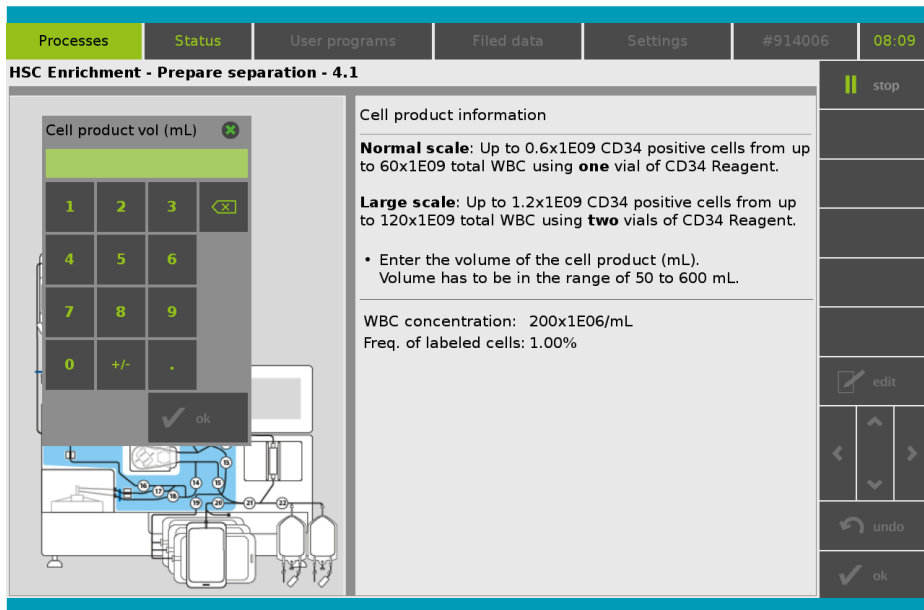 Processes
Status
User programs
Filed data
Settings
#914006
08:09
HSC Enrichment - Prepare separation - 4.1
stop
Cell product vol (mL)
1 2 3
4 5 6
7 8 9
0 +/- .
ok
Cell product information
Normal scale: Up to 0.6x1E09 CD34 positive cells from up
to 60x1E09 total WBC using one vial of CD34 Reagent.
Large scale: Up to 1.2x1E09 CD34 positive cells from up
to 120x1E09 total WBC using two vials of CD34 Reagent.
• Enter the volume of the cell product (mL).
Volume has to be in the range of 50 to 600 mL.
WBC concentration: 200x1E06/mL
Freq. of labeled cells: 1.00%
15
16 17 18 14 15
19 20 21 22
edit
undo
ok